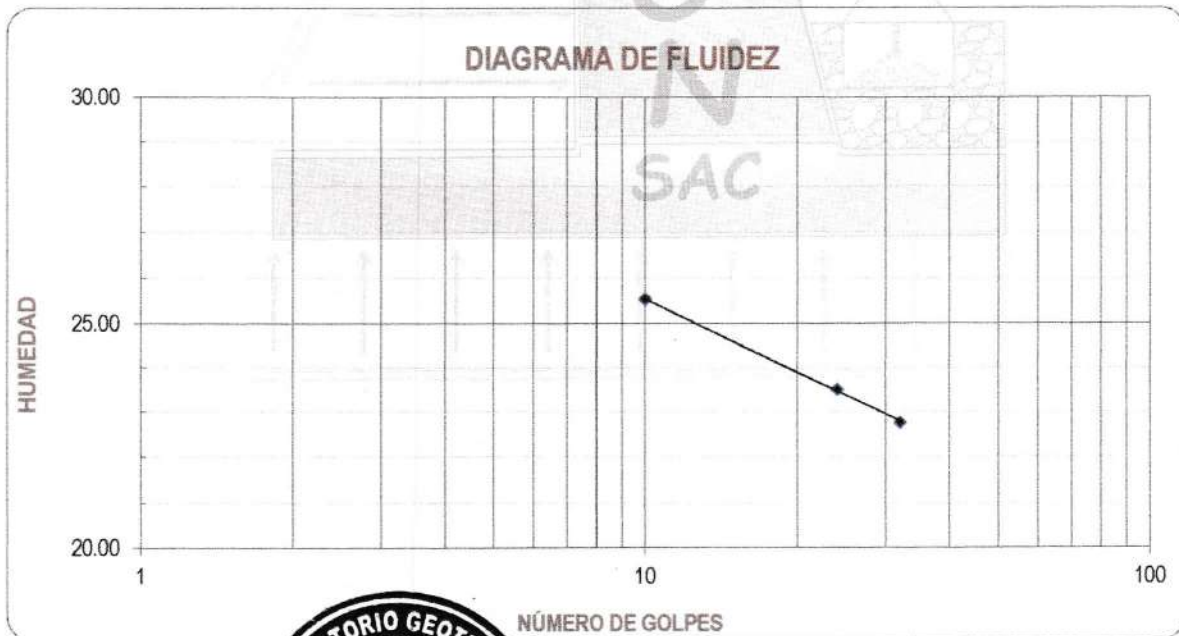 N
SAC
DIAGRAMA DE FLUIDEZ
30.00
25.00
20.00
HUMEDAD
1
10
100
NÚMERO DE GOLPES